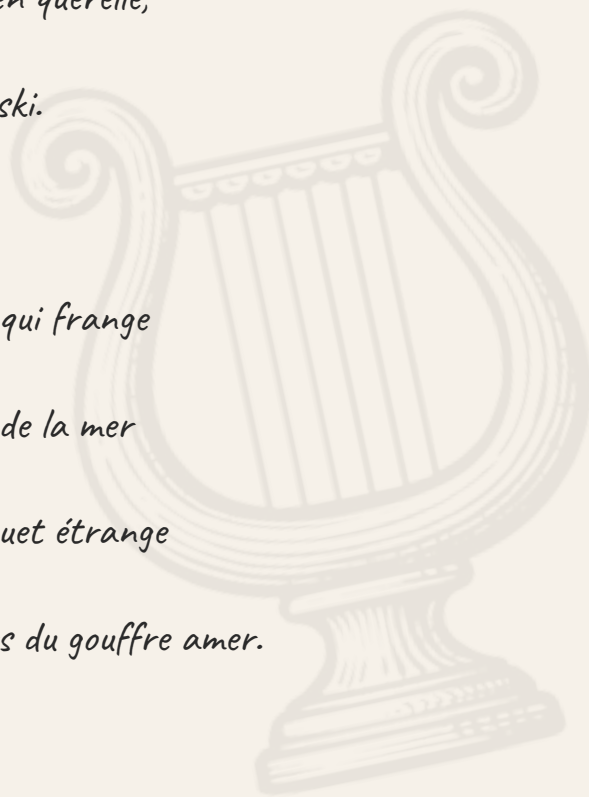 en querelle,
ski.
qui frange
de la mer
uet étrange
s du gouffre amer.